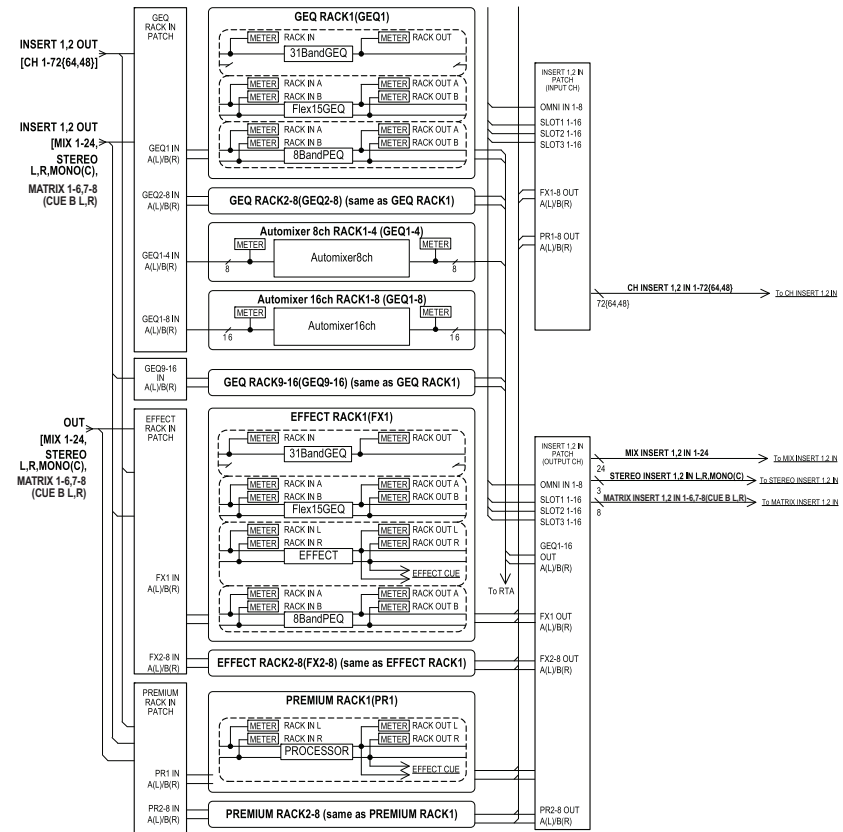 GEQ
RACK IN
PATCH
INSERT 1,2 OUT
[CH 1-72{64,48}]
INSERT 1,2 OUT
[MIX 1-24,
STEREO
L,R,MONO(C),
MATRIX 1-6,7-8
(CUE B L,R)
GEQ1 IN
A(L)/B(R)
GEQ2-8 IN
A(L)/B(R)
GEQ1-4 IN
A(L)/B(R)
GEQ1-8 IN
A(L)/B(R)
GEQ9-16
IN
A(L)/B(R)
GEQ RACK1(GEQ1)
METER RACK IN
METER RACK OUT
31BandGEQ
METER RACK IN A
METER RACK OUT A
METER RACK IN B
METER RACK OUT B
Flex15GEQ
METER RACK IN A
METER RACK OUT A
METER RACK IN B
METER RACK OUT B
8BandPEQ
GEQ RACK2-8(GEQ2-8) (same as GEQ RACK1)
Automixer 8ch RACK1-4 (GEQ1-4)
METER
METER
Automixer8ch
8
8
Automixer 16ch RACK1-8 (GEQ1-8)
METER
METER
Automixer16ch
16
16
GEQ RACK9-16(GEQ9-16) (same as GEQ RACK1)
OUT
[MIX 1-24,
STEREO
L,R,MONO(C),
MATRIX 1-6,7-8
(CUE B L,R)
EFFECT
RACK IN
PATCH
FX1 IN
A(L)/B(R)
FX2-8 IN
A(L)/B(R)
EFFECT RACK1(FX1)
METER RACK IN
METER RACK OUT
31BandGEQ
METER RACK IN A
METER RACK OUT A
METER RACK IN B
METER RACK OUT B
Flex15GEQ
METER RACK IN L
METER RACK OUT L
METER RACK IN R
METER RACK OUT R
EFFECT
EFFECT CUE
METER RACK IN A
METER RACK OUT A
METER RACK IN B
METER RACK OUT B
8BandPEQ
EFFECT RACK2-8(FX2-8) (same as EFFECT RACK1)
PREMIUM
RACK IN
PATCH
PR1 IN
A(L)/B(R)
PR2-8 IN
A(L)/B(R)
PREMIUM RACK1(PR1)
METER RACK IN L
METER RACK OUT L
METER RACK IN R
METER RACK OUT R
PROCESSOR
EFFECT CUE
PREMIUM RACK2-8 (same as PREMIUM RACK1)
To RTA
INSERT 1,2 IN
PATCH
(INPUT CH)
OMNI IN 1-8
SLOT1 1-16
SLOT2 1-16
SLOT3 1-16
FX1-8 OUT
A(L)/B(R)
PR1-8 OUT
A(L)/B(R)
CH INSERT 1,2 IN 1-72{64,48}
72{64,48}
To CH INSERT 1,2 IN
INSERT 1,2 IN
PATCH
(OUTPUT CH)
OMNI IN 1-8
SLOT1 1-16
SLOT2 1-16
SLOT3 1-16
GEQ1-16
OUT
A(L)/B(R)
FX1 OUT
A(L)/B(R)
FX2-8 OUT
A(L)/B(R)
PR2-8 OUT
A(L)/B(R)
MIX INSERT 1,2 IN 1-24
24
To MIX INSERT 1,2 IN
STEREO INSERT 1,2 IN L,R,MONO(C)
3
To STEREO INSERT 1,2 IN
MATRIX INSERT 1,2 IN 1-6,7-8(CUE B L,R)
8
To MATRIX INSERT 1,2 IN